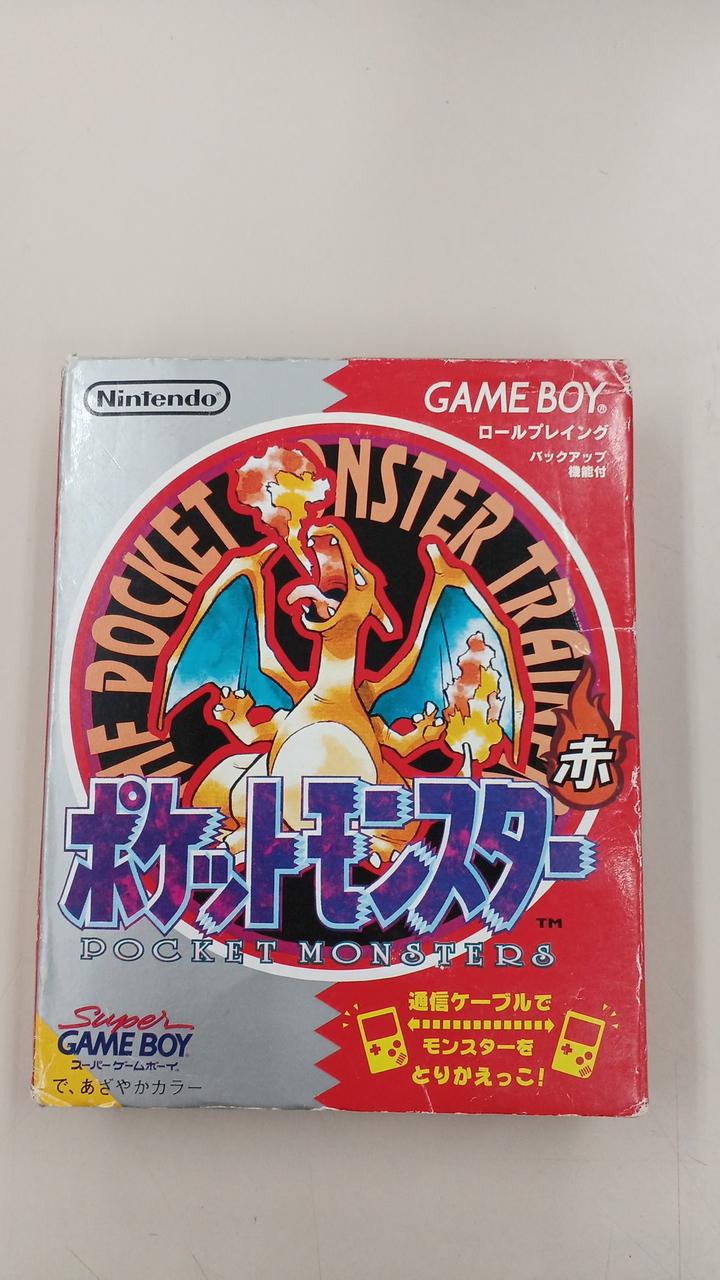 Nintendo®
GAME BOY®
ロールプレイング
バックアップ
機能付
POCKET MONSTER TRAINER
赤
ポケットモンスター
TM
POCKET MONSTERS
Super
GAME BOY
スーパーゲームボーイ
で、あざやかカラー
通信ケーブルで
モンスターを
とりかえっこ!